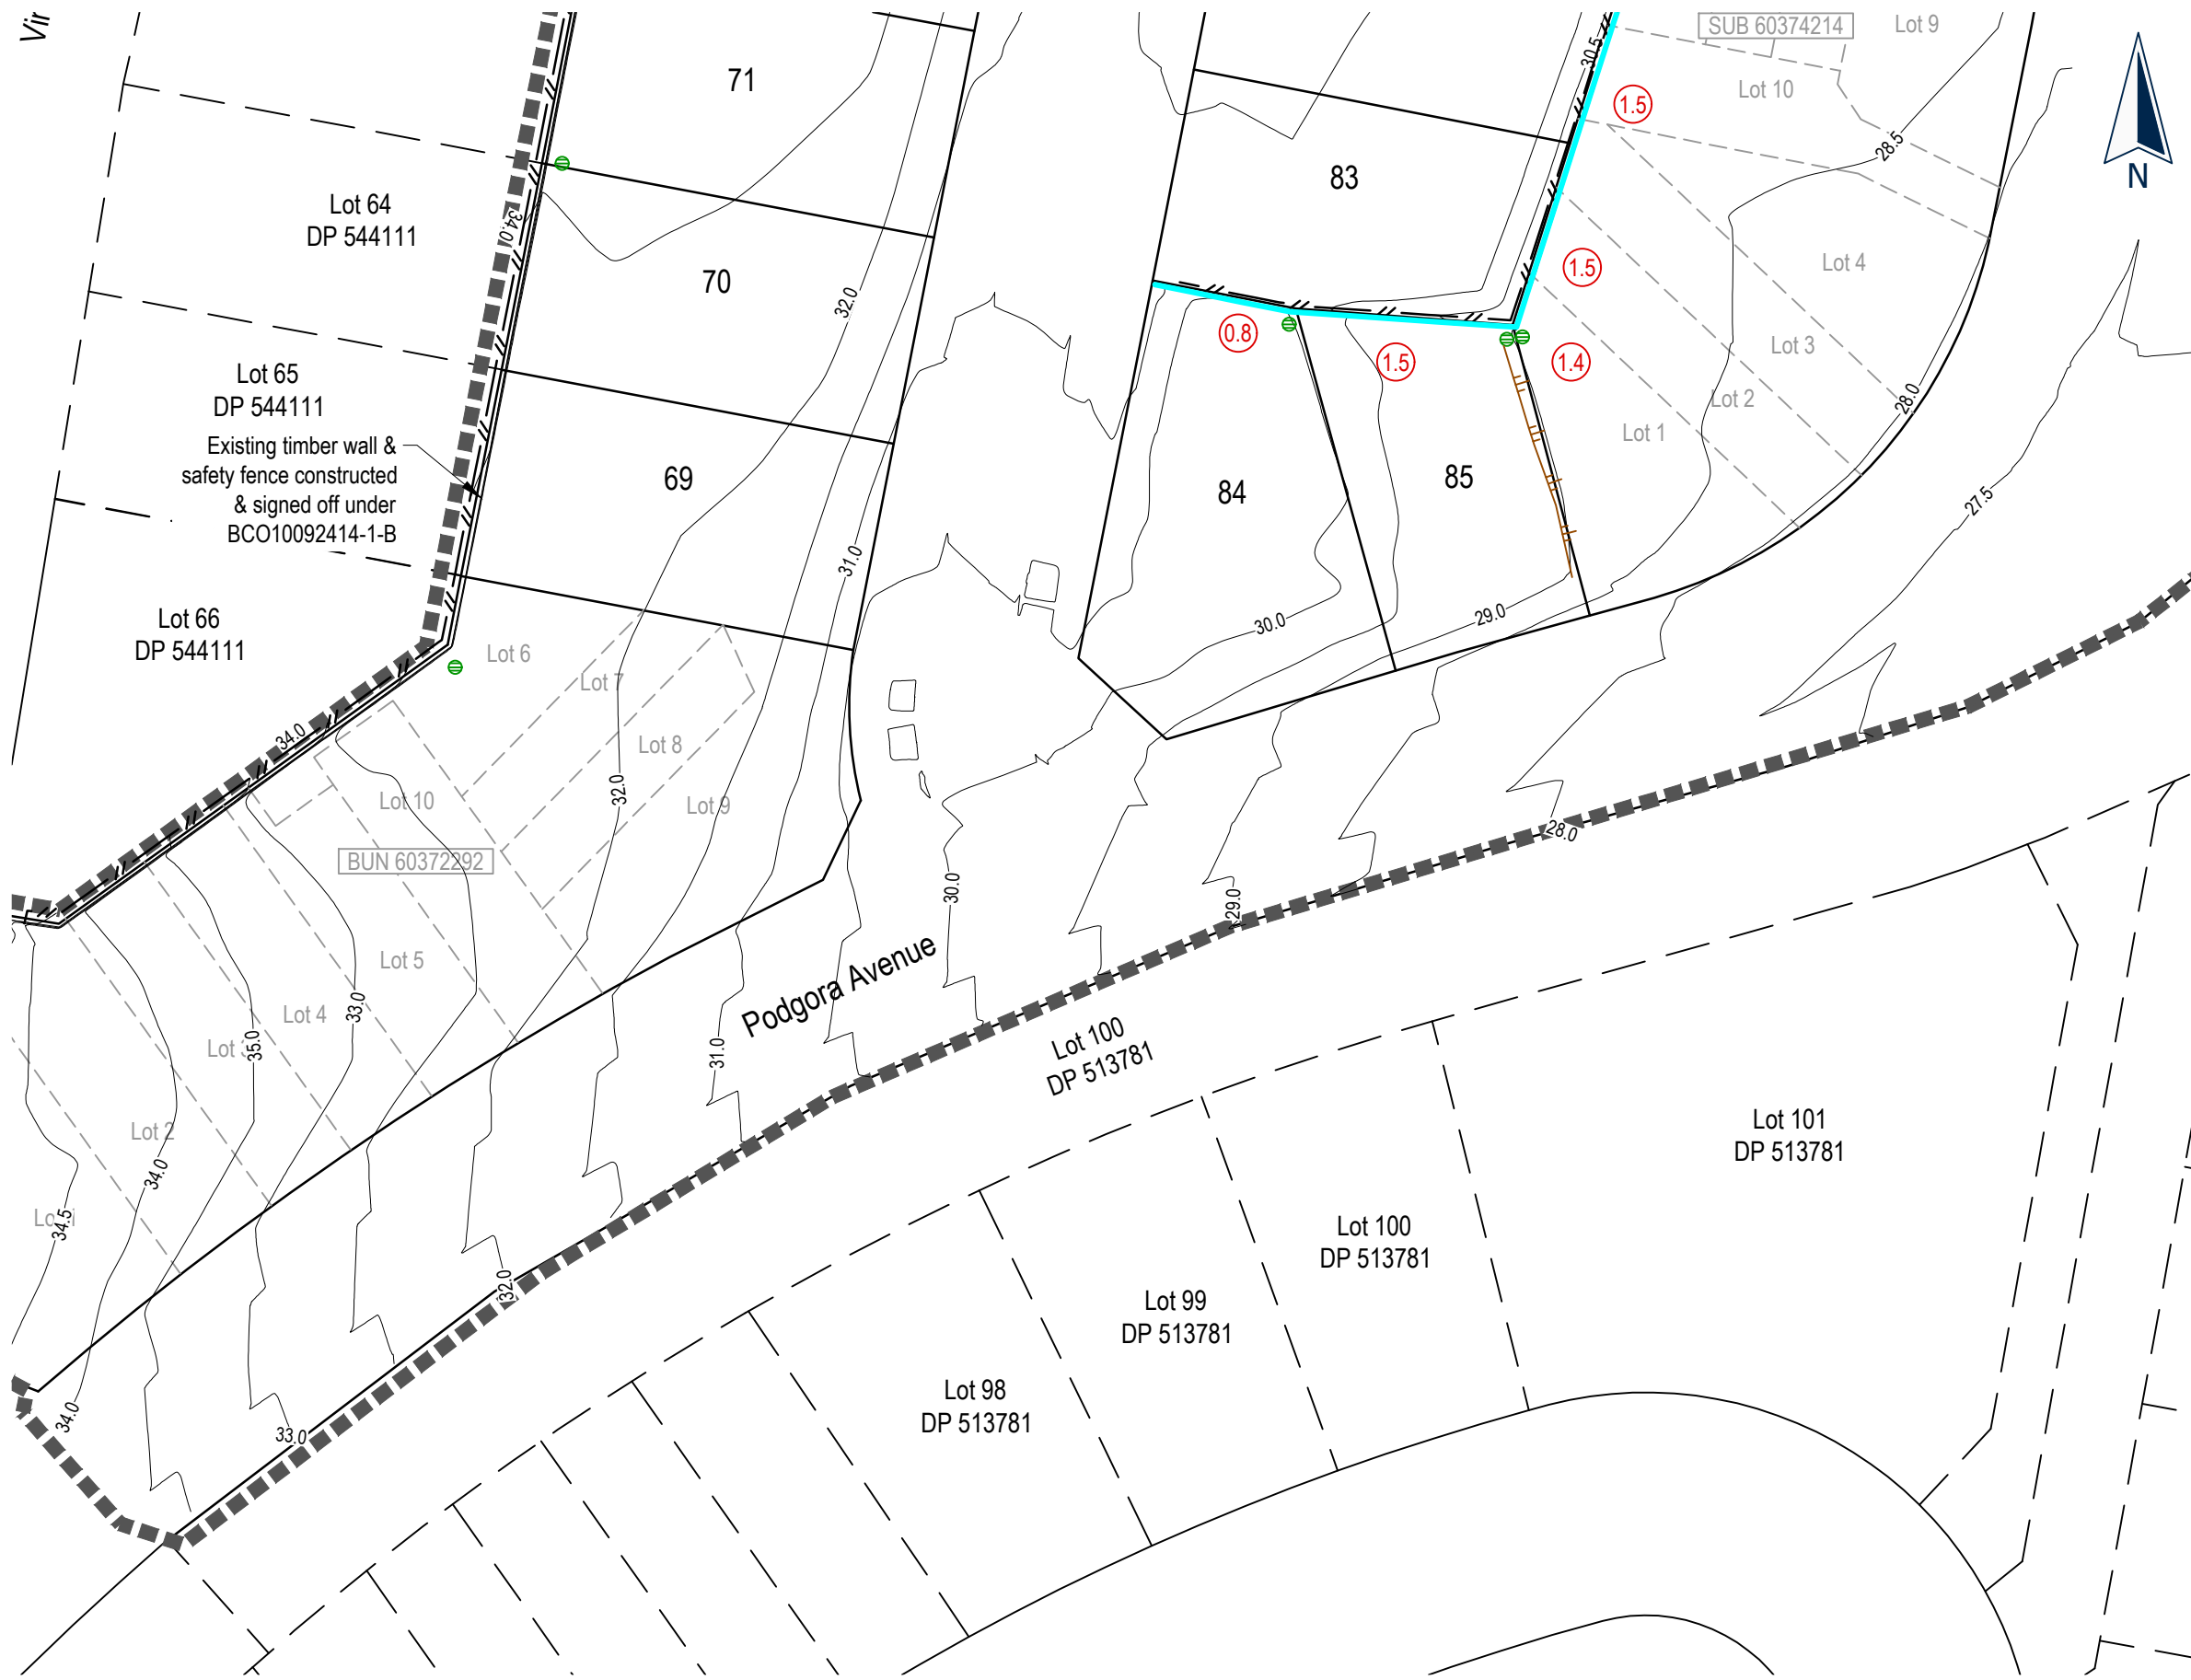 Vir
71
SUB 60374214
Lot 9
30.5
1.5
Lot 10
28.5
N
83
Lot 64
DP 544111
34.0
70
32.0
1.5
Lot 4
0.8
1.5
1.4
Lot 3
Lot 65
DP 544111
Lot 2
28.0
Existing timber wall &
safety fence constructed
& signed off under
BCO10092414-1-B
69
84
85
Lot 1
27.5
31.0
Lot 66
DP 544111
30.0
29.0
Lot 6
Lot 7
34.0
Lot 8
32.0
Lot 10
Lot 9
BUN 60372292
28.0
30.0
29.0
Lot 5
Podgora Avenue
33.0
Lot 4
Lot 3
35.0
31.0
Lot 100
DP 513781
Lot 2
34.0
Lot 101
DP 513781
34.5
Lot 100
DP 513781
32.0
Lot 99
DP 513781
Lot 98
DP 513781
34.0
33.0